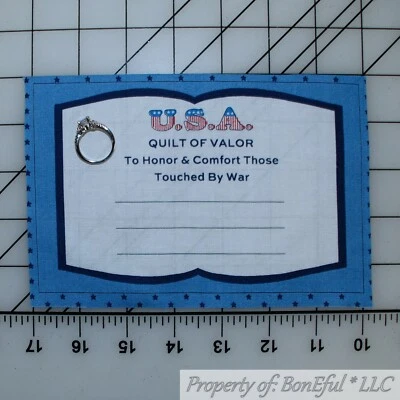 U.S.A.
QUILT OF VALOR
To Honor & Comfort Those
Touched By War
17 16 15 14 13 12 11 10
Property of: BonEful * LLC